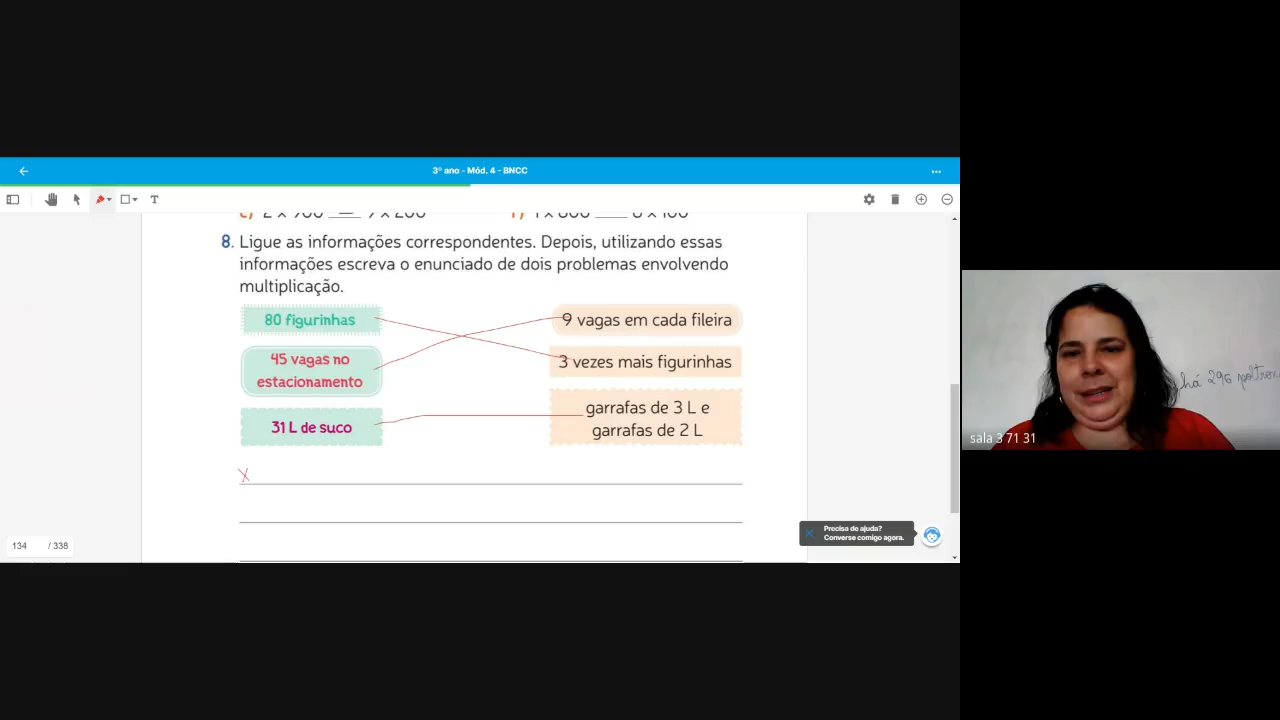 3º ano - Mód. 4 - BNCC
8. Ligue as informações correspondentes. Depois, utilizando essas
informações escreva o enunciado de dois problemas envolvendo
multiplicação.
80 figurinhas
9 vagas em cada fileira
45 vagas no
estacionamento
3 vezes mais figurinhas
31 L de suco
garrafas de 3 L e
garrafas de 2 L
X
há 296
sala 3 71 31
Precisa de ajuda?
Converse comigo agora.
134 / 338